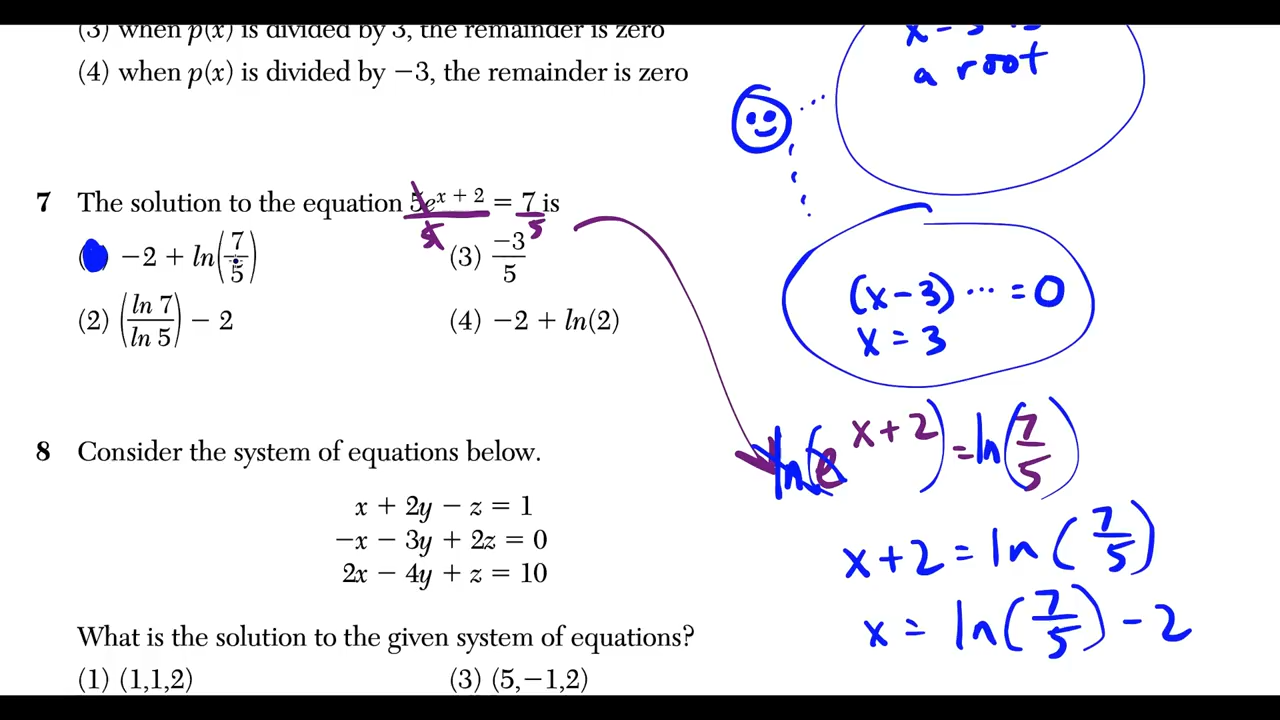 (3) when p(x) is divided by 3, the remainder is zero
(4) when p(x) is divided by −3, the remainder is zero
a root
7 The solution to the equation 5e^{x + 2} = 7 is
5 5
−2 + ln(7/5)
(2) (ln 7/ln 5) − 2
(3) −3/5
(4) −2 + ln(2)
(x − 3) ... = 0
x = 3
ln(e^{x + 2}) = ln(7/5)
x + 2 = ln(7/5)
x = ln(7/5) − 2
8 Consider the system of equations below.
x + 2y − z = 1
−x − 3y + 2z = 0
2x − 4y + z = 10
What is the solution to the given system of equations?
(1) (1,1,2)
(3) (5,−1,2)